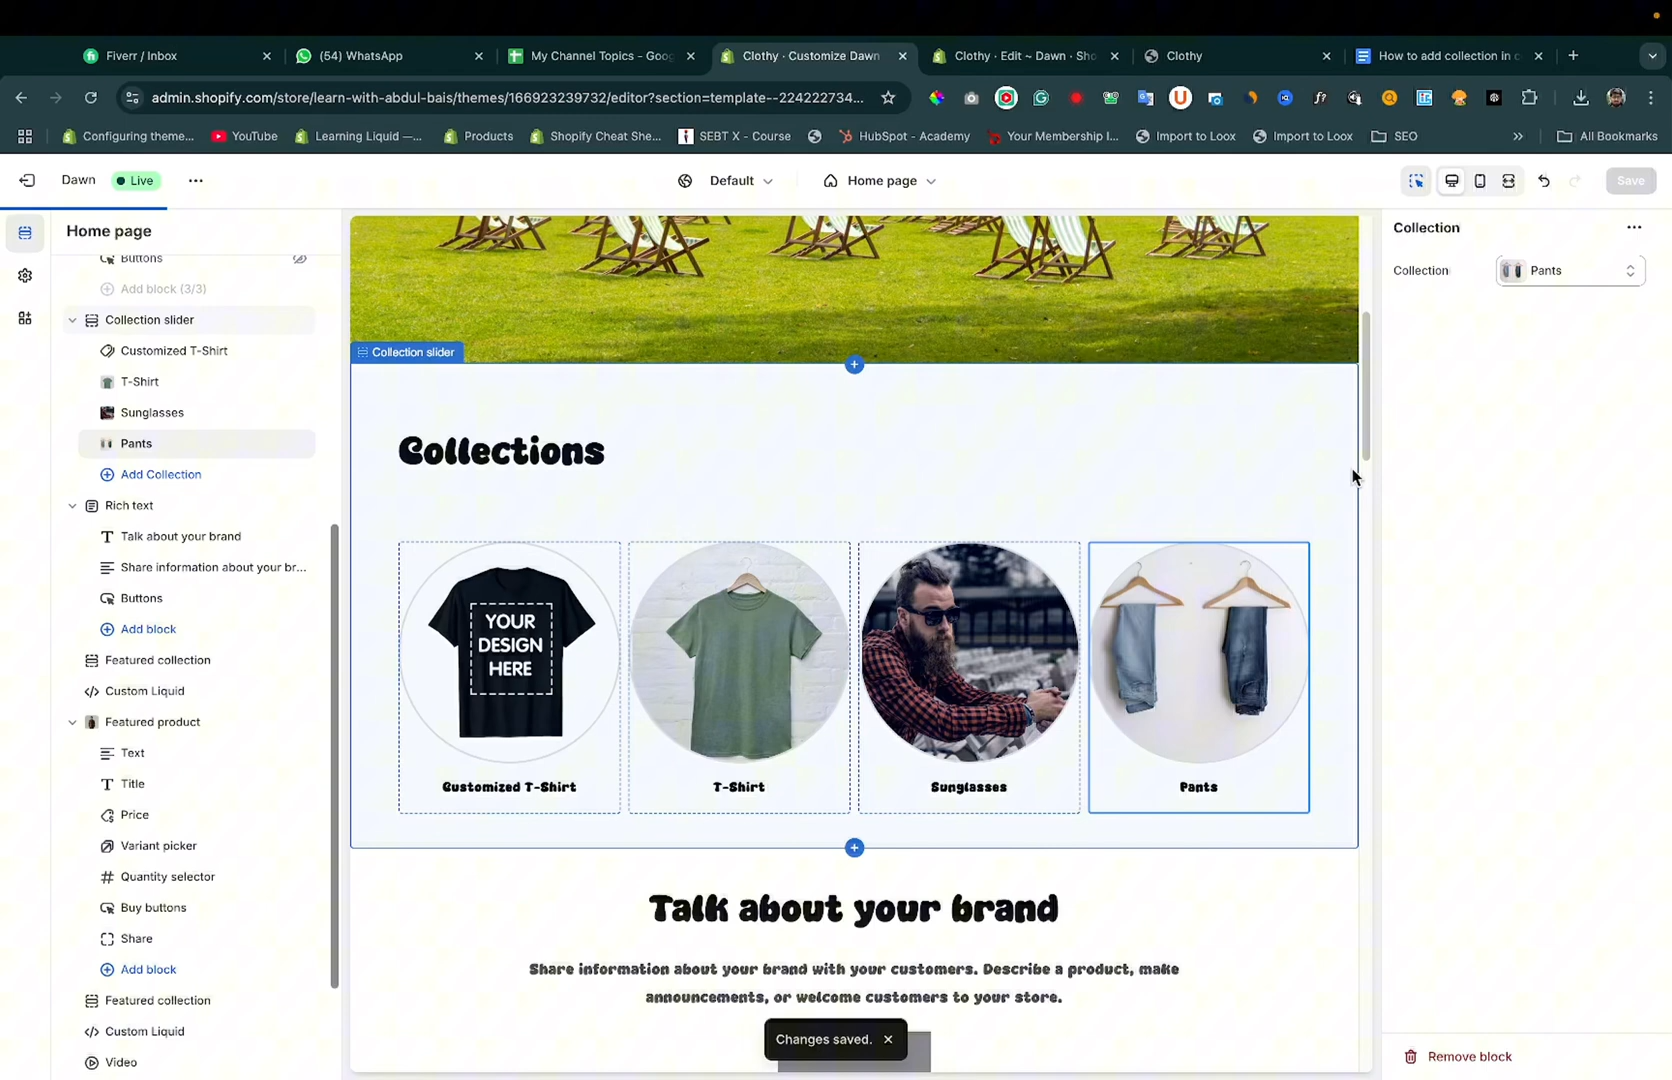 Fiverr / Inbox
(54) WhatsApp
My Channel Topics - Goog
Clothy · Customize Dawn
Clothy · Edit ~ Dawn · Sho
Clothy
How to add collection in c
admin.shopify.com/store/learn-with-abdul-bais/themes/166923239732/editor?section=template--224222734...
Configuring theme...
YouTube
Learning Liquid —...
Products
Shopify Cheat She...
SEBT X - Course
HubSpot - Academy
Your Membership I...
Import to Loox
Import to Loox
SEO
»
All Bookmarks
Dawn
Live
Default
Home page
Save
Home page
Buttons
Add block (3/3)
Collection slider
Customized T-Shirt
T-Shirt
Sunglasses
Pants
Add Collection
Rich text
Talk about your brand
Share information about your br...
Buttons
Add block
Featured collection
Custom Liquid
Featured product
Text
Title
Price
Variant picker
Quantity selector
Buy buttons
Share
Add block
Featured collection
Custom Liquid
Video
Collection slider
Collections
YOUR
DESIGN
HERE
Customized T-Shirt
T-Shirt
Sunglasses
Pants
Talk about your brand
Share information about your brand with your customers. Describe a product, make
announcements, or welcome customers to your store.
Changes saved.
Collection
Collection
Pants
Remove block